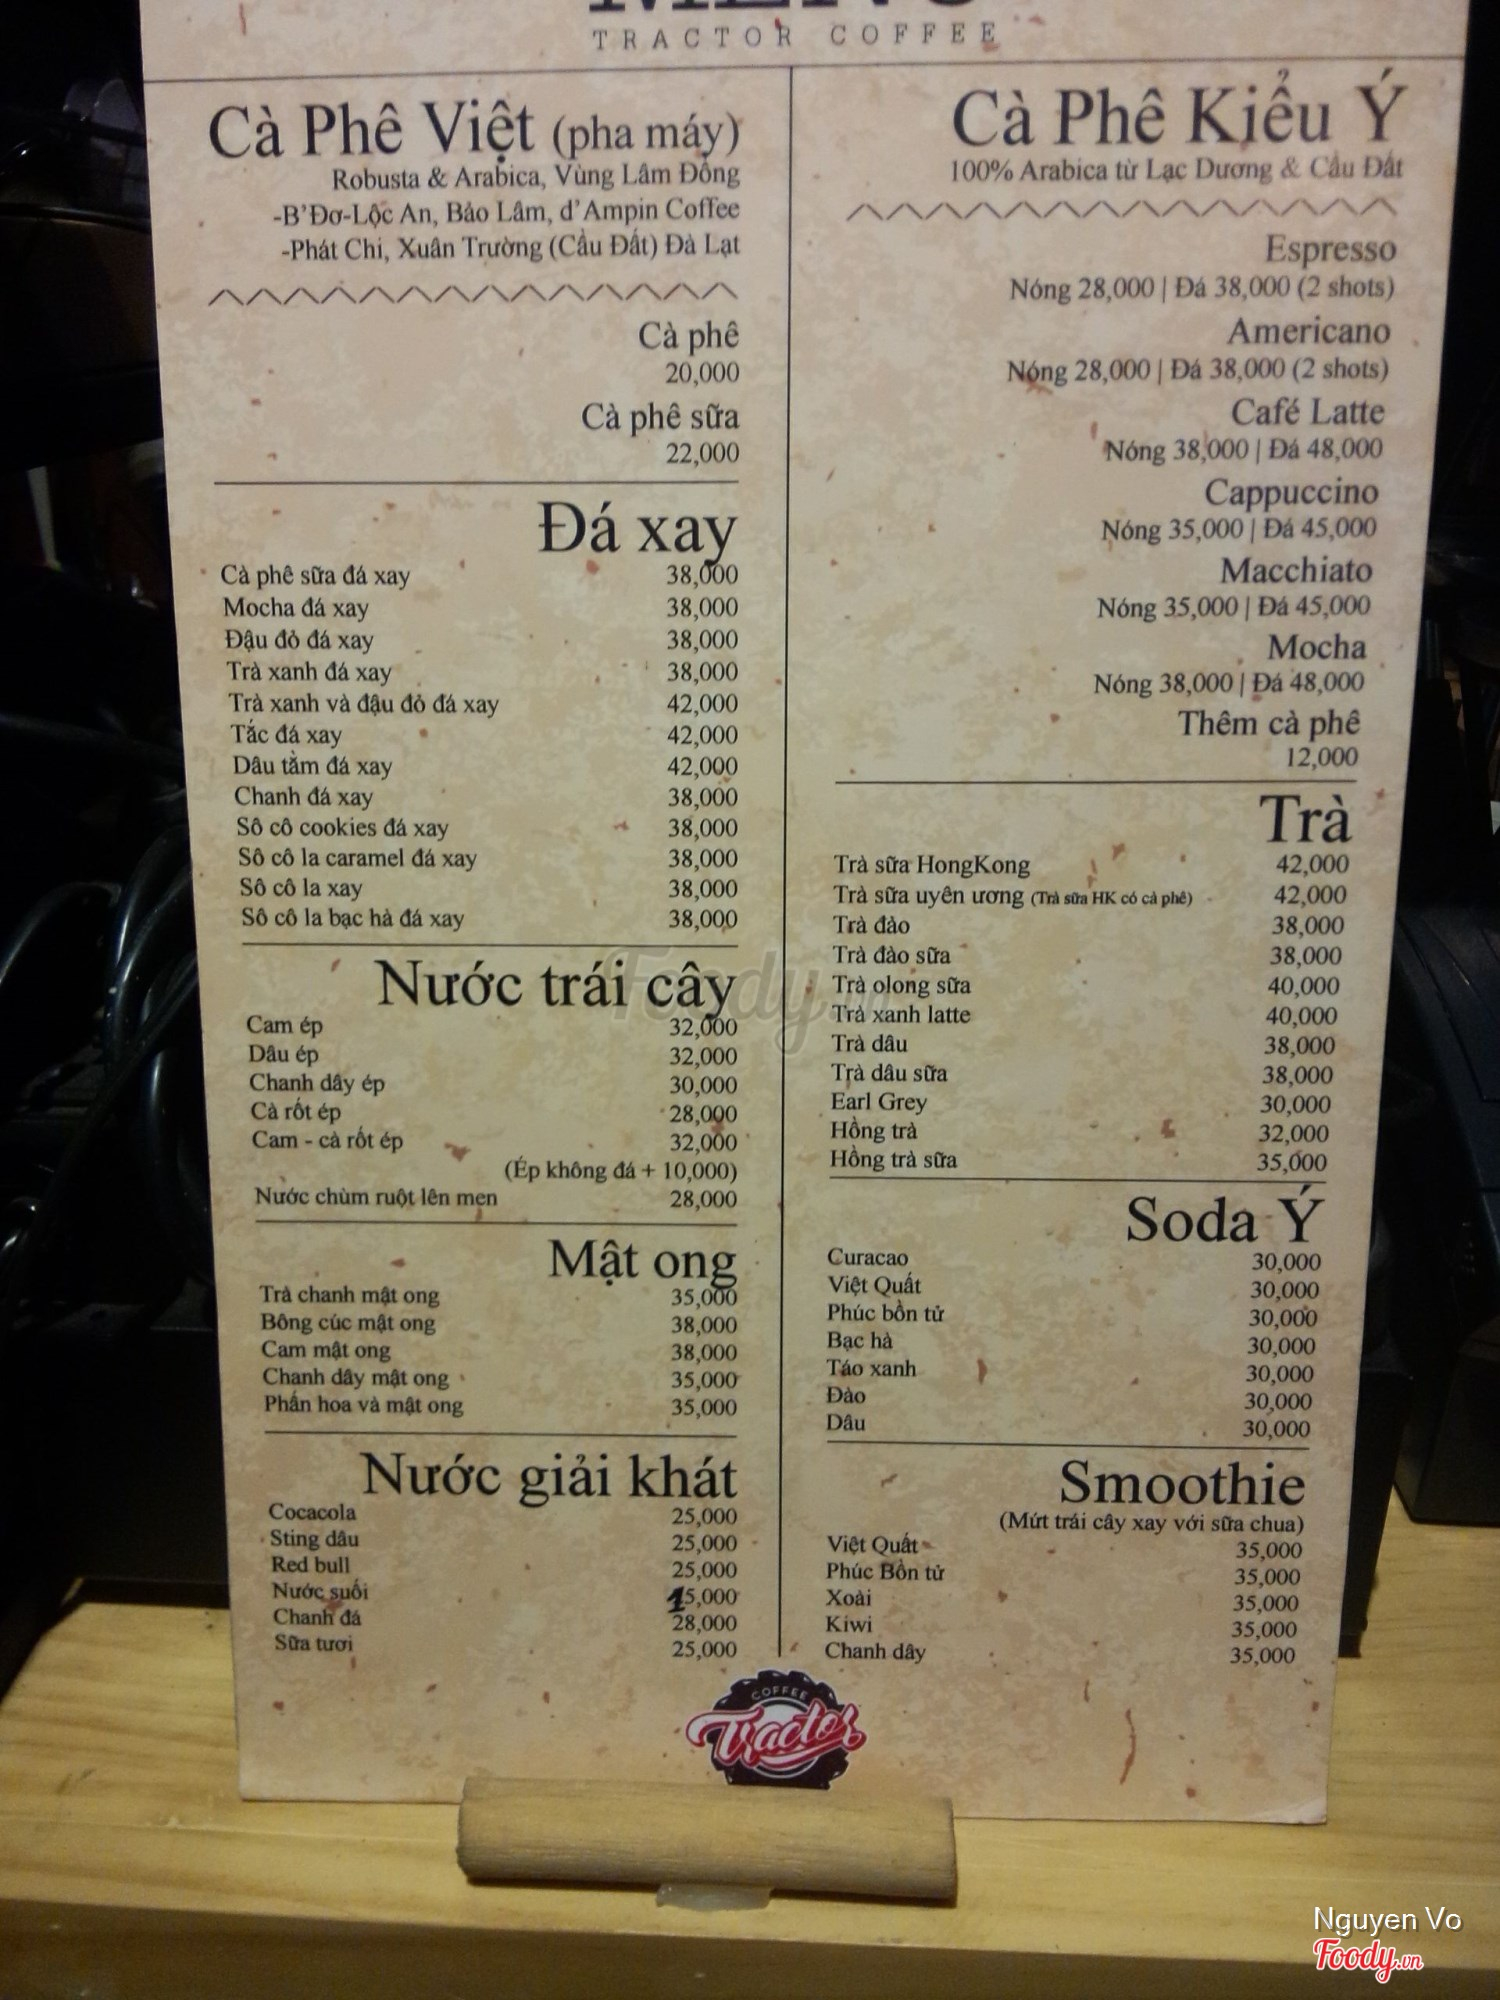 MENU
TRACTOR COFFEE
Cà Phê Việt (pha máy)
Robusta & Arabica, Vùng Lâm Đồng
-B'Đơ-Lộc An, Bảo Lâm, d'Ampin Coffee
-Phát Chi, Xuân Trường (Cầu Đất) Đà Lạt
Cà phê
20,000
Cà phê sữa
22,000
Đá xay
Cà phê sữa đá xay 38,000
Mocha đá xay 38,000
Đậu đỏ đá xay 38,000
Trà xanh đá xay 38,000
Trà xanh và đậu đỏ đá xay 42,000
Tắc đá xay 42,000
Dâu tằm đá xay 42,000
Chanh đá xay 38,000
Sô cô cookies đá xay 38,000
Sô cô la caramel đá xay 38,000
Sô cô la xay 38,000
Sô cô la bạc hà đá xay 38,000
Nước trái cây
Cam ép 32,000
Dâu ép 32,000
Chanh dây ép 30,000
Cà rốt ép 28,000
Cam - cà rốt ép 32,000
(Ép không đá + 10,000)
Nước chùm ruột lên men 28,000
Mật ong
Trà chanh mật ong 35,000
Bông cúc mật ong 38,000
Cam mật ong 38,000
Chanh dây mật ong 35,000
Phấn hoa và mật ong 35,000
Nước giải khát
Cocacola 25,000
Sting dâu 25,000
Red bull 25,000
Nước suối 15,000
Chanh đá 28,000
Sữa tươi 25,000
Cà Phê Kiểu Ý
100% Arabica từ Lạc Dương & Cầu Đất
Espresso
Nóng 28,000 | Đá 38,000 (2 shots)
Americano
Nóng 28,000 | Đá 38,000 (2 shots)
Café Latte
Nóng 38,000 | Đá 48,000
Cappuccino
Nóng 35,000 | Đá 45,000
Macchiato
Nóng 35,000 | Đá 45,000
Mocha
Nóng 38,000 | Đá 48,000
Thêm cà phê
12,000
Trà
Trà sữa HongKong 42,000
Trà sữa uyên ương (Trà sữa HK có cà phê) 42,000
Trà đào 38,000
Trà đào sữa 38,000
Trà olong sữa 40,000
Trà xanh latte 40,000
Trà dâu 38,000
Trà dâu sữa 38,000
Earl Grey 30,000
Hồng trà 32,000
Hồng trà sữa 35,000
Soda Ý
Curacao 30,000
Việt Quất 30,000
Phúc bồn tử 30,000
Bạc hà 30,000
Táo xanh 30,000
Đào 30,000
Dâu 30,000
Smoothie
(Mứt trái cây xay với sữa chua)
Việt Quất 35,000
Phúc Bồn tử 35,000
Xoài 35,000
Kiwi 35,000
Chanh dây 35,000
COFFEE
Tractor
Foody.vn
Nguyen Vo
Foody.vn